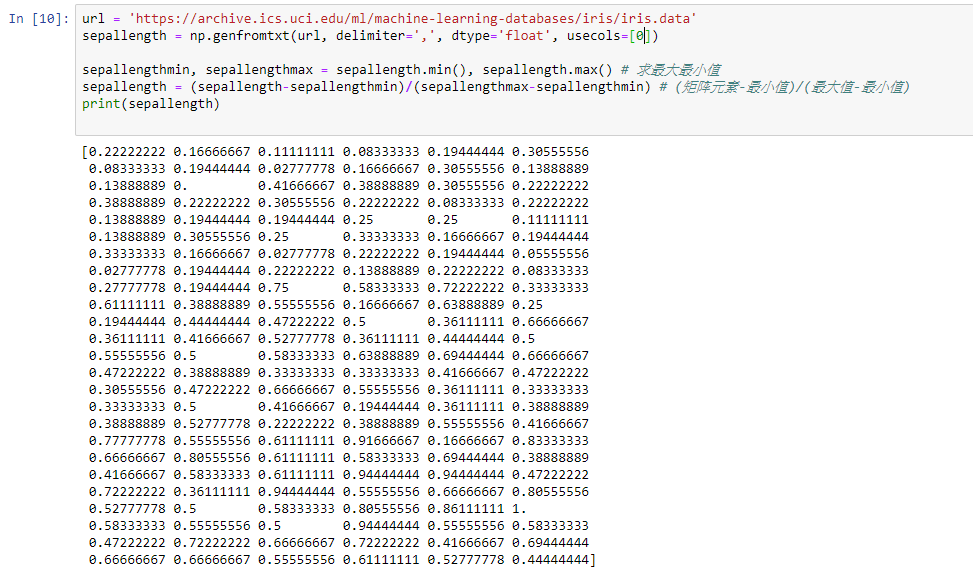 In [10]: url = 'https://archive.ics.uci.edu/ml/machine-learning-databases/iris/iris.data'
sepallength = np.genfromtxt(url, delimiter=',', dtype='float', usecols=[0])
sepallengthmin, sepallengthmax = sepallength.min(), sepallength.max() # 求最大最小值
sepallength = (sepallength-sepallengthmin)/(sepallengthmax-sepallengthmin) # (矩阵元素-最小值)/(最大值-最小值)
print(sepallength)
[0.22222222 0.16666667 0.11111111 0.08333333 0.19444444 0.30555556
0.08333333 0.19444444 0.02777778 0.16666667 0.30555556 0.13888889
0.13888889 0. 0.41666667 0.38888889 0.30555556 0.22222222
0.38888889 0.22222222 0.30555556 0.22222222 0.08333333 0.22222222
0.13888889 0.19444444 0.19444444 0.25 0.25 0.11111111
0.13888889 0.30555556 0.25 0.33333333 0.16666667 0.19444444
0.33333333 0.16666667 0.02777778 0.22222222 0.19444444 0.05555556
0.02777778 0.19444444 0.22222222 0.13888889 0.22222222 0.08333333
0.27777778 0.19444444 0.75 0.58333333 0.72222222 0.33333333
0.61111111 0.38888889 0.55555556 0.16666667 0.63888889 0.25
0.19444444 0.44444444 0.47222222 0.5 0.36111111 0.66666667
0.36111111 0.41666667 0.52777778 0.36111111 0.44444444 0.5
0.55555556 0.5 0.58333333 0.63888889 0.69444444 0.66666667
0.47222222 0.38888889 0.33333333 0.33333333 0.41666667 0.47222222
0.30555556 0.47222222 0.66666667 0.55555556 0.36111111 0.33333333
0.33333333 0.5 0.41666667 0.19444444 0.36111111 0.38888889
0.38888889 0.52777778 0.22222222 0.38888889 0.55555556 0.41666667
0.77777778 0.55555556 0.61111111 0.91666667 0.16666667 0.83333333
0.66666667 0.80555556 0.61111111 0.58333333 0.69444444 0.38888889
0.41666667 0.58333333 0.61111111 0.94444444 0.94444444 0.47222222
0.72222222 0.36111111 0.94444444 0.55555556 0.66666667 0.80555556
0.52777778 0.5 0.58333333 0.80555556 0.86111111 1.
0.58333333 0.55555556 0.5 0.94444444 0.55555556 0.58333333
0.47222222 0.72222222 0.66666667 0.72222222 0.41666667 0.69444444
0.66666667 0.66666667 0.55555556 0.61111111 0.52777778 0.44444444]